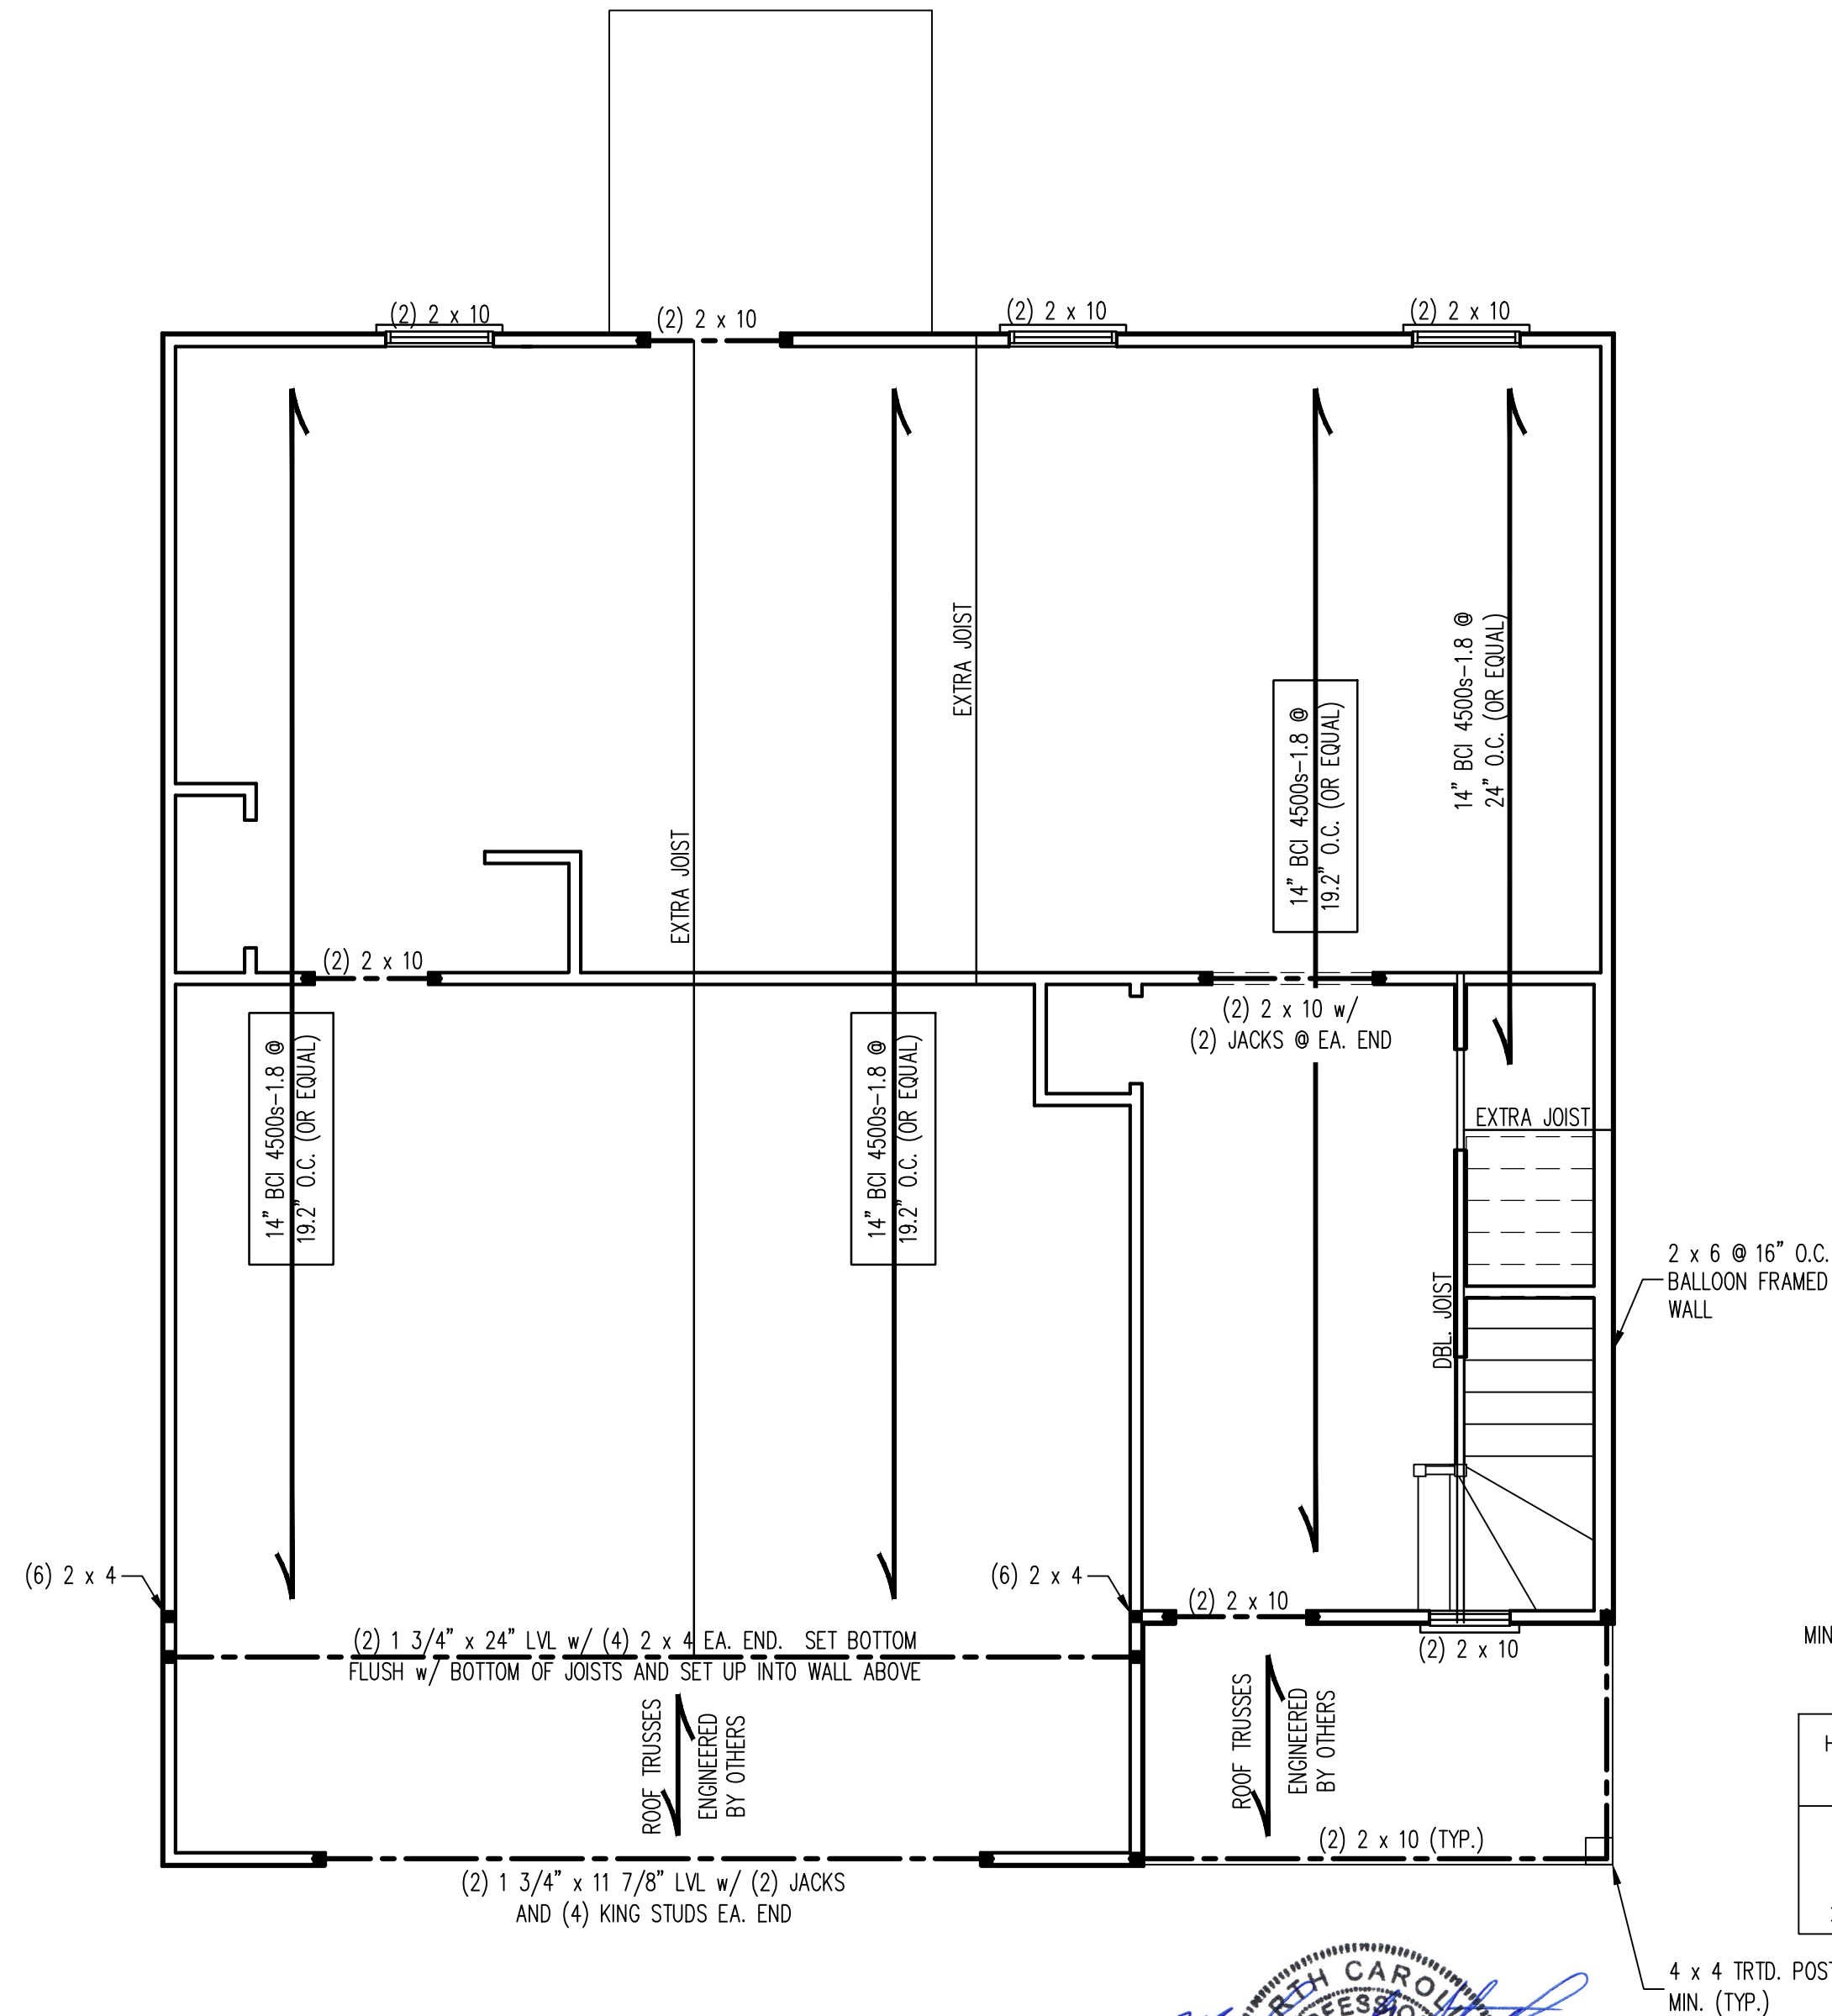 (2) 2 x 10
(2) 2 x 10
(2) 2 x 10
(2) 2 x 10
EXTRA JOIST
14" BCI 4500s-1.8 @
24" O.C. (OR EQUAL)
14" BCI 4500s-1.8 @
19.2" O.C. (OR EQUAL)
EXTRA JOIST
(2) 2 x 10
(2) 2 x 10 w/
(2) JACKS @ EA. END
14" BCI 4500s-1.8 @
19.2" O.C. (OR EQUAL)
14" BCI 4500s-1.8 @
19.2" O.C. (OR EQUAL)
EXTRA JOIST
2 x 6 @ 16" O.C.
BALLOON FRAMED
WALL
DBL. JOIST
(6) 2 x 4
(6) 2 x 4
(2) 2 x 10
(2) 1 3/4" x 24" LVL w/ (4) 2 x 4 EA. END. SET BOTTOM
FLUSH w/ BOTTOM OF JOISTS AND SET UP INTO WALL ABOVE
(2) 2 x 10
MIN
ROOF TRUSSES
ENGINEERED
BY OTHERS
ROOF TRUSSES
ENGINEERED
BY OTHERS
(2) 2 x 10 (TYP.)
(2) 1 3/4" x 11 7/8" LVL w/ (2) JACKS
AND (4) KING STUDS EA. END
4 x 4 TRTD. POST
MIN. (TYP.)
RTH CAROL
FESSIO